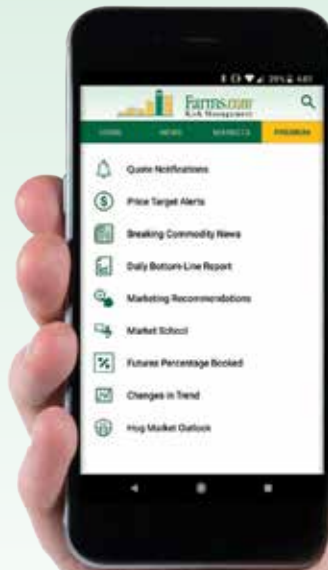 Farms.com
Risk Management
HOME NEWS MARKETS PREMIUM
Quote Notifications
Price Target Alerts
Breaking Commodity News
Daily Bottom-Line Report
Marketing Recommendations
Market School
Futures Percentage Booked
Changes in Trend
Hog Market Outlook